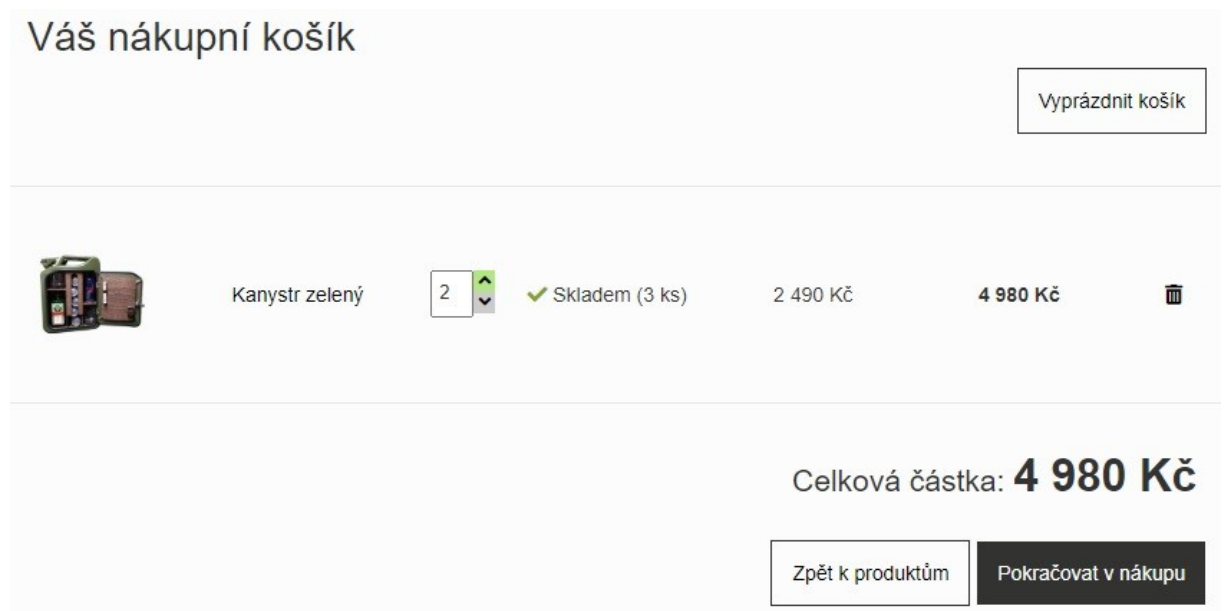 Váš nákupní košík
Vyprázdnit košík
Kanystr zelený 2 Skladem (3 ks) 2 490 Kč 4 980 Kč
Celková částka: 4 980 Kč
Zpět k produktům Pokračovat v nákupu